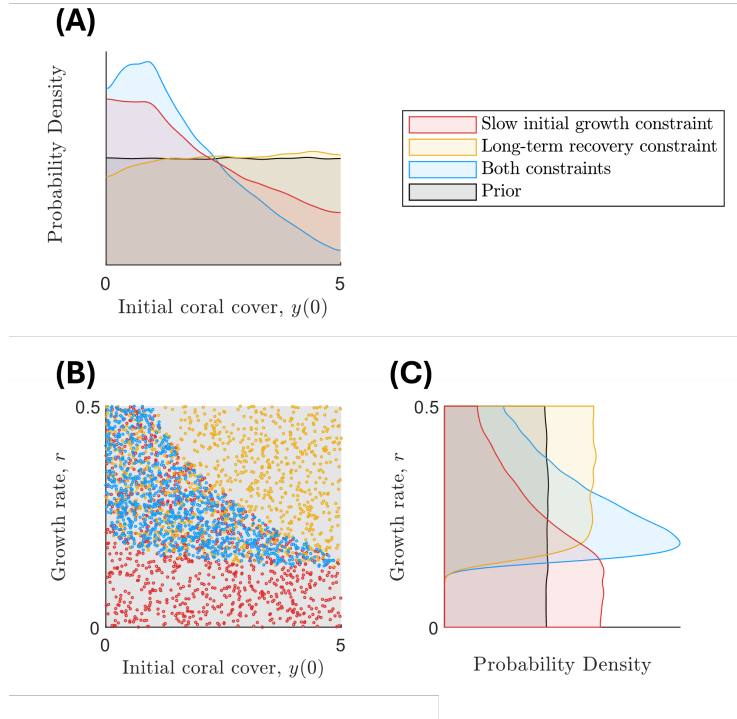 (A)
Probability Density
0
5
Initial coral cover, y(0)
Slow initial growth constraint
Long-term recovery constraint
Both constraints
Prior
(B)
0.5
Growth rate, r
0
0
5
Initial coral cover, y(0)
(C)
0.5
Growth rate, r
0
Probability Density